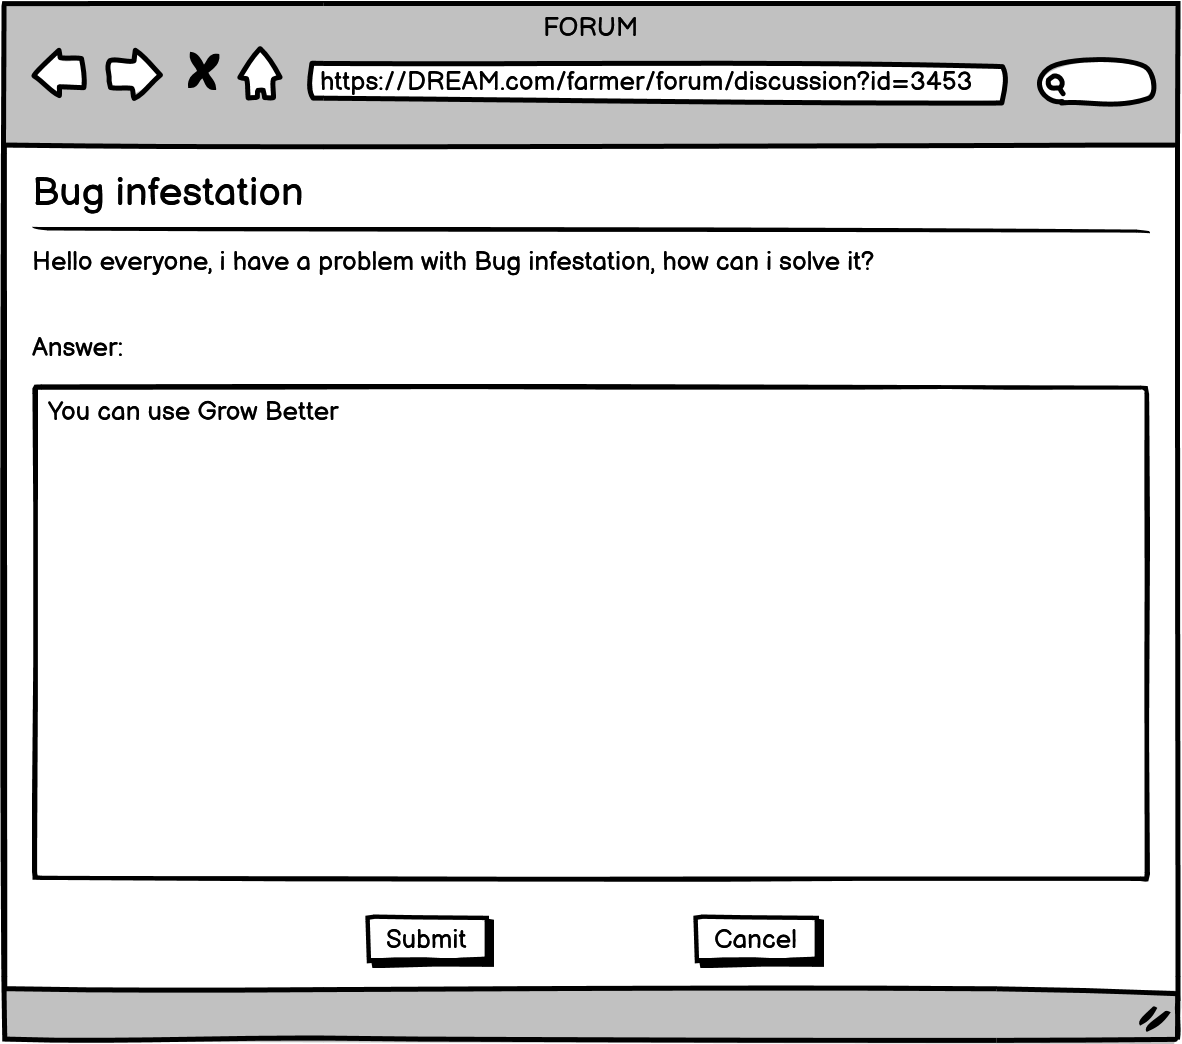 FORUM
https://DREAM.com/farmer/forum/discussion?id=3453
Bug infestation
Hello everyone, i have a problem with Bug infestation, how can i solve it?
Answer:
You can use Grow Better
Submit
Cancel